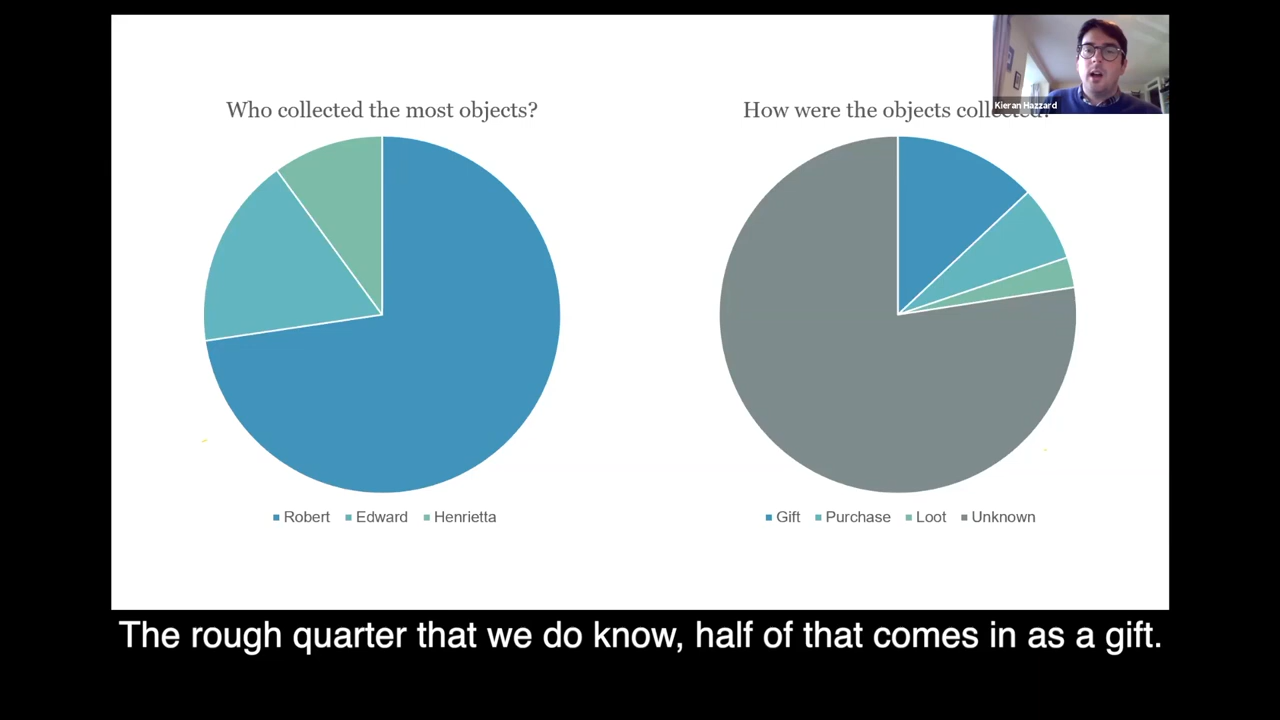 Kieran Hazzard
Who collected the most objects?
How were the objects collected?
Robert Edward Henrietta
Gift Purchase Loot Unknown
The rough quarter that we do know, half of that comes in as a gift.